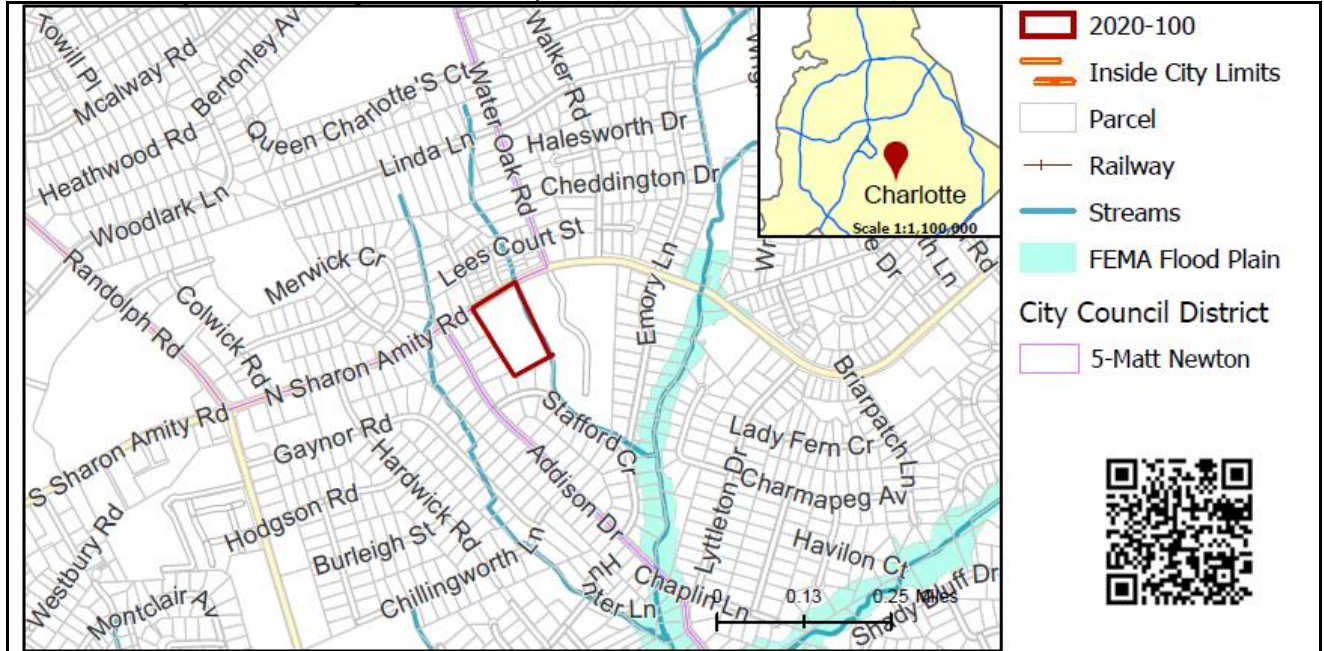 Towill Pl
Mcalway Rd
Bertonley Av
Heathwood Rd
Queen Charlotte'S Ct
Woodlark Ln
Linda Ln
Water Oak Rd
Walker Rd
Halesworth Dr
Cheddington Dr
Lees Court St
Merwick Cr
Randolph Rd
Colwick Rd
N Sharon Amity Rd
S Sharon Amity Rd
Emory Ln
Briarpatch Ln
Stafford Cr
Lady Fern Cr
Gaynor Rd
Hardwick Rd
Addison Dr
Lyttleton Dr
Charmapeg Av
Hodgson Rd
Burleigh St
Havilon Ct
Westbury Rd
Chillingworth Ln
Hunter Ln
Chaplin Ln
Shady Bluff Dr
Montclair Av
0 0.13 0.25 Miles
Charlotte
Scale 1:1,100,000
2020-100
Inside City Limits
Parcel
Railway
Streams
FEMA Flood Plain
City Council District
5-Matt Newton